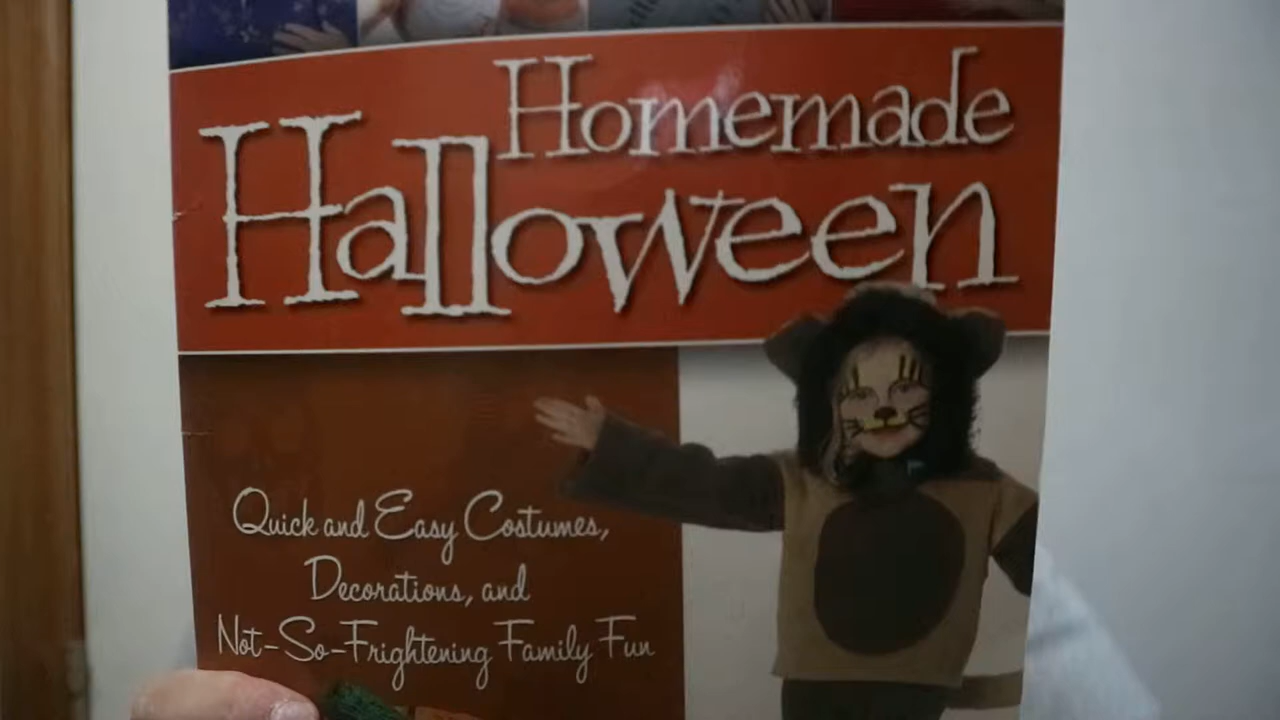 Homemade
Halloween
Quick and Easy Costumes,
Decorations, and
Not-So-Frightening Family Fun